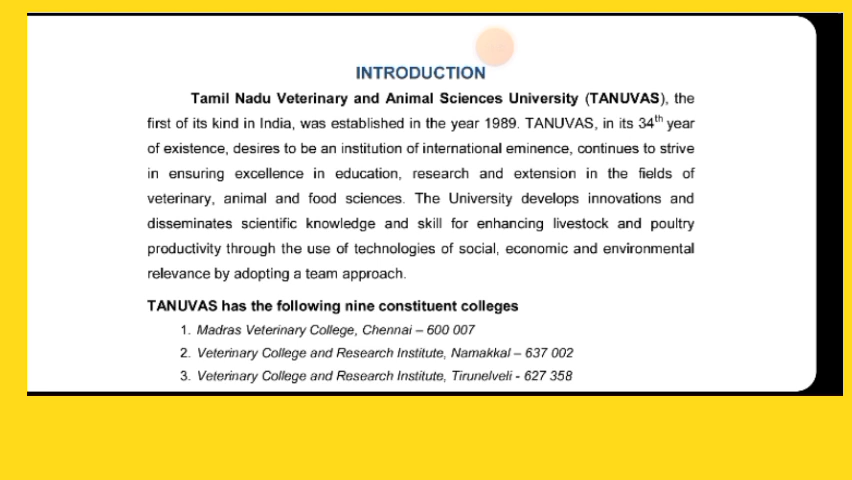 INTRODUCTION
Tamil Nadu Veterinary and Animal Sciences University (TANUVAS), the
first of its kind in India, was established in the year 1989. TANUVAS, in its 34th year
of existence, desires to be an institution of international eminence, continues to strive
in ensuring excellence in education, research and extension in the fields of
veterinary, animal and food sciences. The University develops innovations and
disseminates scientific knowledge and skill for enhancing livestock and poultry
productivity through the use of technologies of social, economic and environmental
relevance by adopting a team approach.
TANUVAS has the following nine constituent colleges
1. Madras Veterinary College, Chennai – 600 007
2. Veterinary College and Research Institute, Namakkal – 637 002
3. Veterinary College and Research Institute, Tirunelveli - 627 358